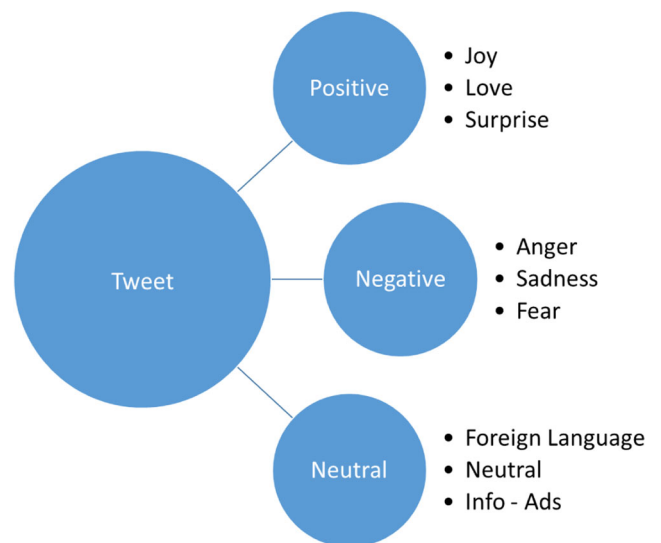 Positive
• Joy
• Love
• Surprise
Tweet
Negative
• Anger
• Sadness
• Fear
Neutral
• Foreign Language
• Neutral
• Info - Ads